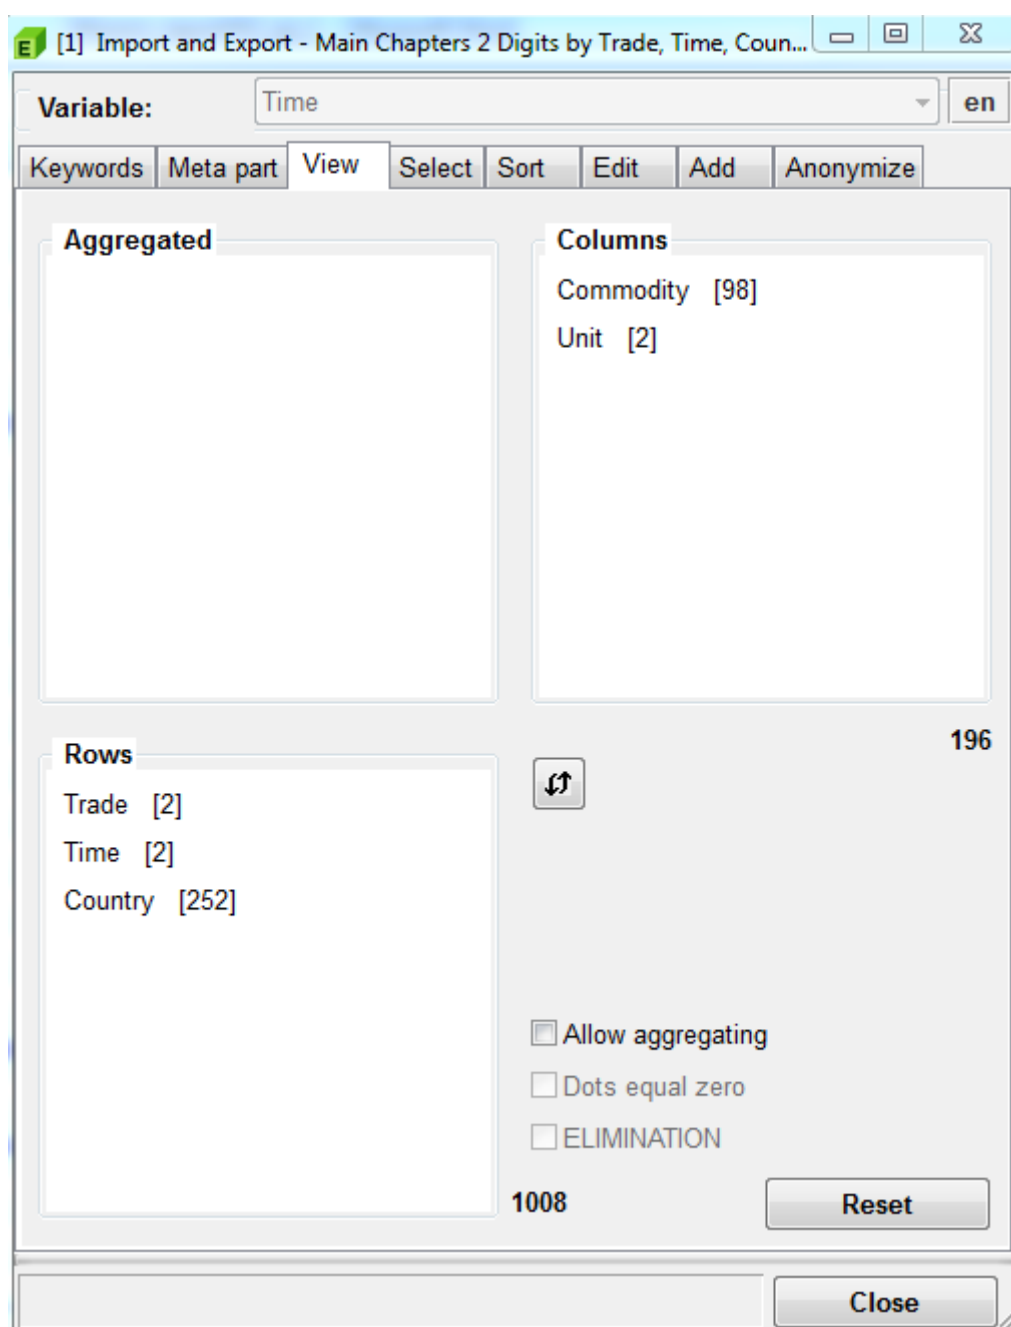 E [1] Import and Export - Main Chapters 2 Digits by Trade, Time, Coun...
Variable: Time en
Keywords Meta part View Select Sort Edit Add Anonymize
Aggregated
Columns
Commodity [98]
Unit [2]
196
Rows
Trade [2]
Time [2]
Country [252]
Allow aggregating
Dots equal zero
ELIMINATION
1008
Reset
Close